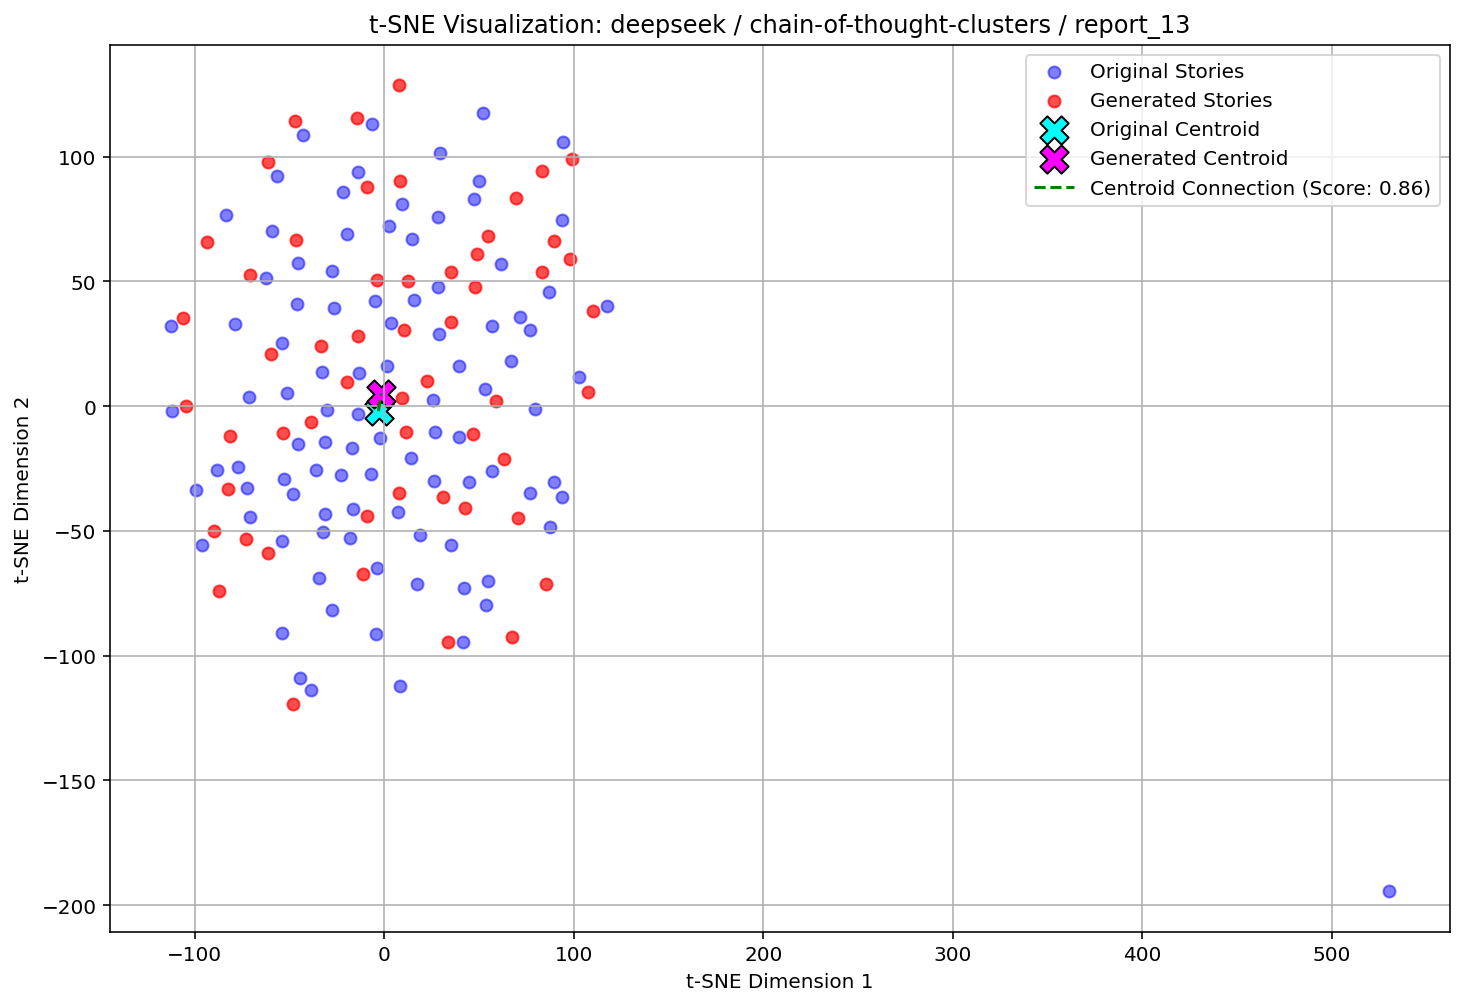 t-SNE Visualization: deepseek / chain-of-thought-clusters / report_13
Original Stories
Generated Stories
Original Centroid
Generated Centroid
Centroid Connection (Score: 0.86)
t-SNE Dimension 2
100
50
0
−50
−100
−150
−200
−100
0
100
200
300
400
500
t-SNE Dimension 1